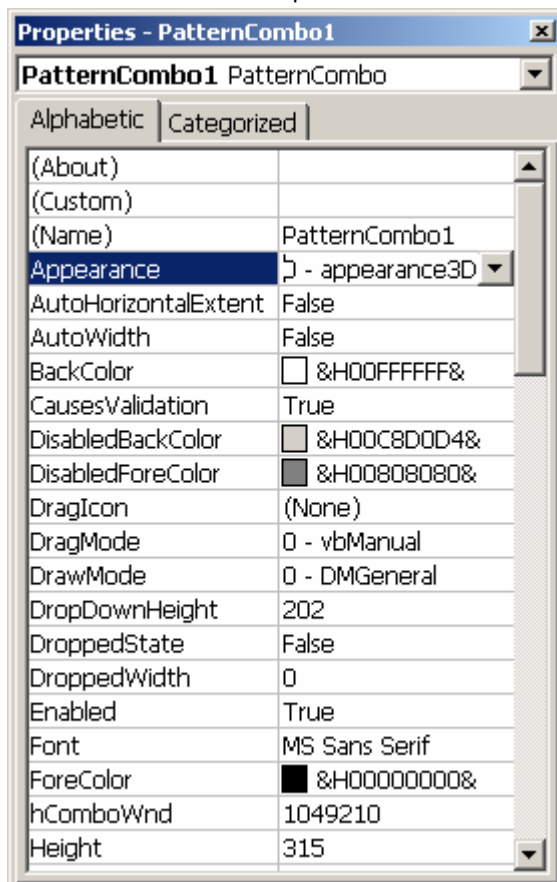 Properties - PatternCombo1
PatternCombo1 PatternCombo
Alphabetic Categorized
(About)
(Custom)
(Name) PatternCombo1
Appearance - appearance3D
AutoHorizontalExtent False
AutoWidth False
BackColor &H00FFFFFF&
CausesValidation True
DisabledBackColor &H00C8D0D4&
DisabledForeColor &H00808080&
DragIcon (None)
DragMode 0 - vbManual
DrawMode 0 - DMGeneral
DropDownHeight 202
DroppedState False
DroppedWidth 0
Enabled True
Font MS Sans Serif
ForeColor &H00000000&
hComboWnd 1049210
Height 315